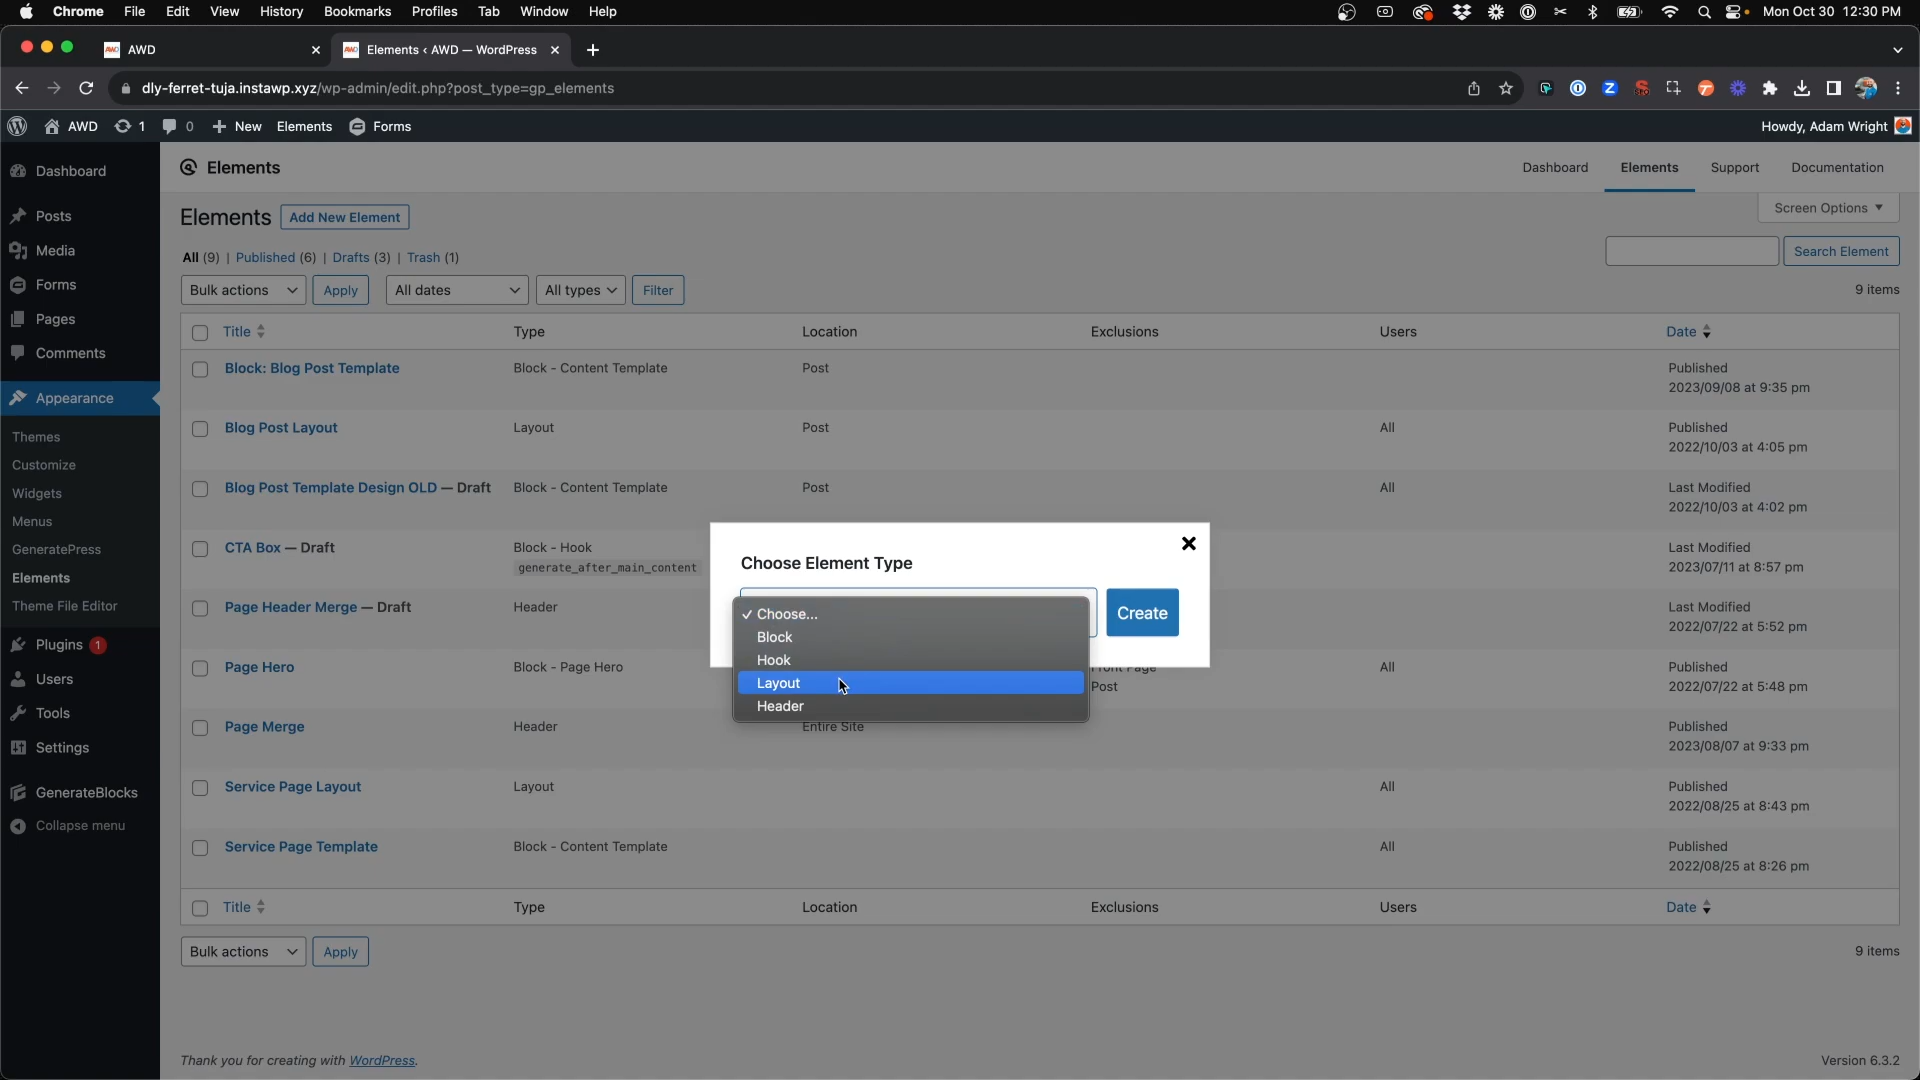 Chrome File Edit View History Bookmarks Profiles Tab Window Help Mon Oct 30 12:30 PM
AWD Elements ‹ AWD — WordPress
dly-ferret-tuja.instawp.xyz/wp-admin/edit.php?post_type=gp_elements
AWD 1 0 New Elements Forms Howdy, Adam Wright
Dashboard
Posts
Media
Forms
Pages
Comments
Appearance
Themes
Customize
Widgets
Menus
GeneratePress
Elements
Theme File Editor
Plugins 1
Users
Tools
Settings
GenerateBlocks
Collapse menu
Elements Dashboard Elements Support Documentation
Elements Add New Element Screen Options
All (9) | Published (6) | Drafts (3) | Trash (1) Search Element
Bulk actions Apply All dates All types Filter 9 items
Title Type Location Exclusions Users Date
Block: Blog Post Template Block - Content Template Post Published
2023/09/08 at 9:35 pm
Blog Post Layout Layout Post All Published
2022/10/03 at 4:05 pm
Blog Post Template Design OLD — Draft Block - Content Template Post All Last Modified
2022/10/03 at 4:02 pm
CTA Box — Draft Block - Hook Last Modified
generate_after_main_content 2023/07/11 at 8:57 pm
Page Header Merge — Draft Header Last Modified
2022/07/22 at 5:52 pm
Page Hero Block - Page Hero Front Page All Published
Post 2022/07/22 at 5:48 pm
Page Merge Header Entire Site Published
2023/08/07 at 9:33 pm
Service Page Layout Layout All Published
2022/08/25 at 8:43 pm
Service Page Template Block - Content Template All Published
2022/08/25 at 8:26 pm
Title Type Location Exclusions Users Date
Bulk actions Apply 9 items
Choose Element Type
Choose...
Block
Hook
Layout
Header
Create
Thank you for creating with WordPress. Version 6.3.2